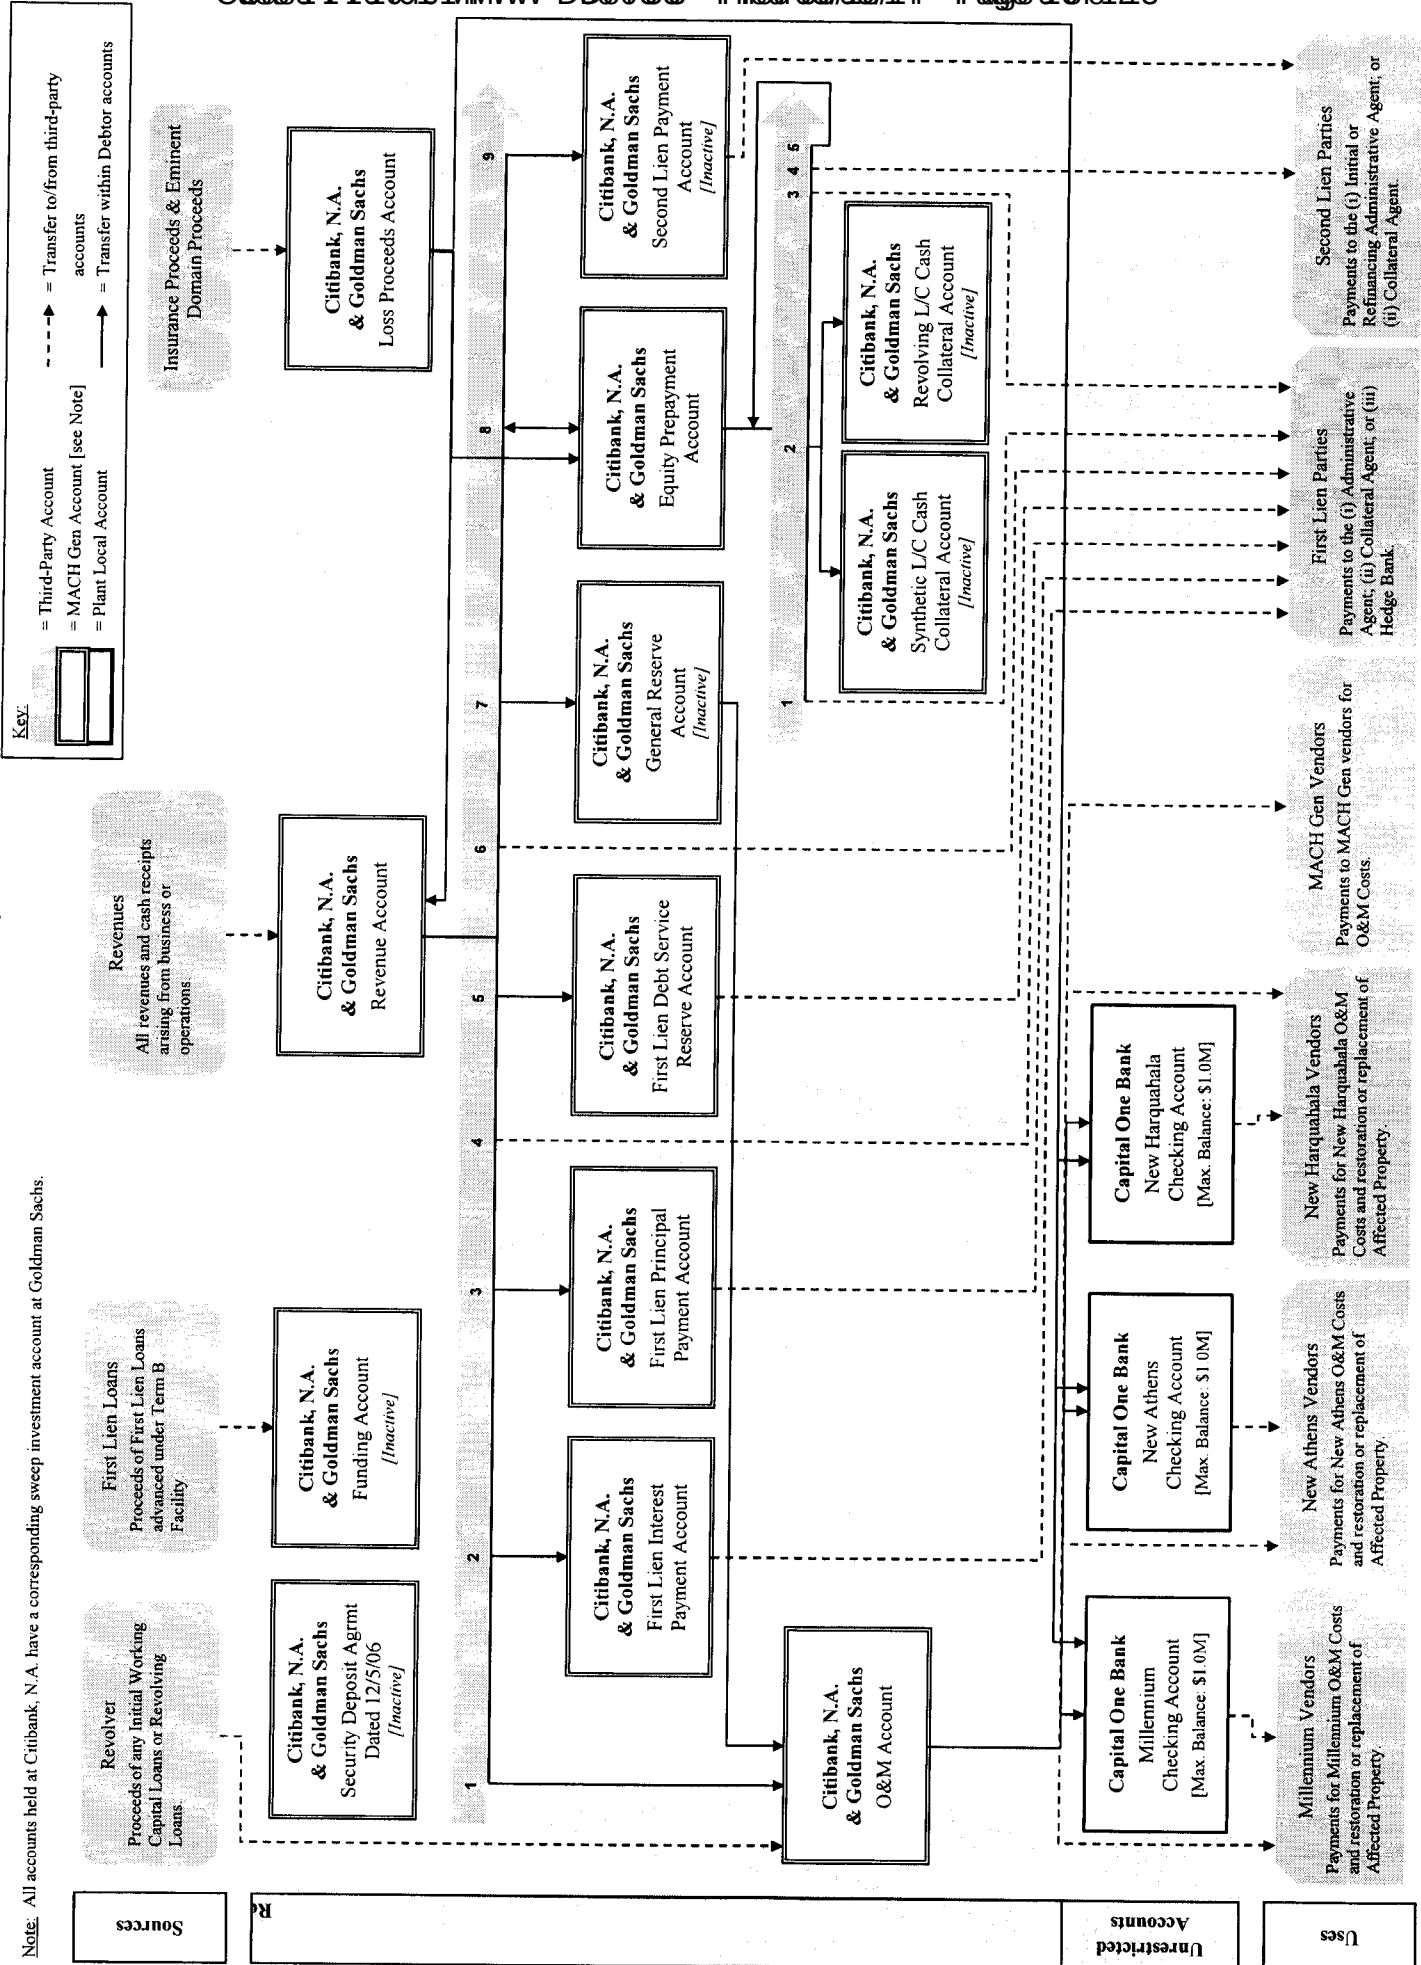 Note: All accounts held at Citibank, N.A. have a corresponding sweep investment account at Goldman Sachs.
Key:
= Third-Party Account
= MACH Gen Account [see Note]
= Plant Local Account
= Transfer to/from third-party
accounts
= Transfer within Debtor accounts
Sources
Revolver
Proceeds of any Initial Working
Capital Loans or Revolving
Loans.
First Lien Loans
Proceeds of First Lien Loans
advanced under Term B
Facility
Revenues
All revenues and cash receipts
arising from business or
operations.
Insurance Proceeds & Eminent
Domain Proceeds
Citibank, N.A.
& Goldman Sachs
Security Deposit Agrmt
Dated 12/5/06
[Inactive]
Citibank, N.A.
& Goldman Sachs
Funding Account
[Inactive]
Citibank, N.A.
& Goldman Sachs
Revenue Account
Citibank, N.A.
& Goldman Sachs
Loss Proceeds Account
1
2
3
4
5
6
7
8
9
Citibank, N.A.
& Goldman Sachs
First Lien Interest
Payment Account
Citibank, N.A.
& Goldman Sachs
First Lien Principal
Payment Account
Citibank, N.A.
& Goldman Sachs
First Lien Debt Service
Reserve Account
Citibank, N.A.
& Goldman Sachs
General Reserve
Account
[Inactive]
Citibank, N.A.
& Goldman Sachs
Equity Prepayment
Account
Citibank, N.A.
& Goldman Sachs
Second Lien Payment
Account
[Inactive]
1
2
3
4
5
Citibank, N.A.
& Goldman Sachs
O&M Account
Citibank, N.A.
& Goldman Sachs
Synthetic L/C Cash
Collateral Account
[Inactive]
Citibank, N.A.
& Goldman Sachs
Revolving L/C Cash
Collateral Account
[Inactive]
Unrestricted
Accounts
Capital One Bank
Millennium
Checking Account
[Max. Balance: $1.0M]
Capital One Bank
New Athens
Checking Account
[Max. Balance: $1 0M]
Capital One Bank
New Harquahala
Checking Account
[Max. Balance: $1.0M]
Uses
Millennium Vendors
Payments for Millennium O&M Costs
and restoration or replacement of
Affected Property.
New Athens Vendors
Payments for New Athens O&M Costs
and restoration or replacement of
Affected Property.
New Harquahala Vendors
Payments for New Harquahala O&M
Costs and restoration or replacement of
Affected Property.
MACH Gen Vendors
Payments to MACH Gen vendors for
O&M Costs.
First Lien Parties
Payments to the (i) Administrative
Agent; (ii) Collateral Agent; or (iii)
Hedge Bank.
Second Lien Parties
Payments to the (i) Initial or
Refinancing Administrative Agent; or
(ii) Collateral Agent.